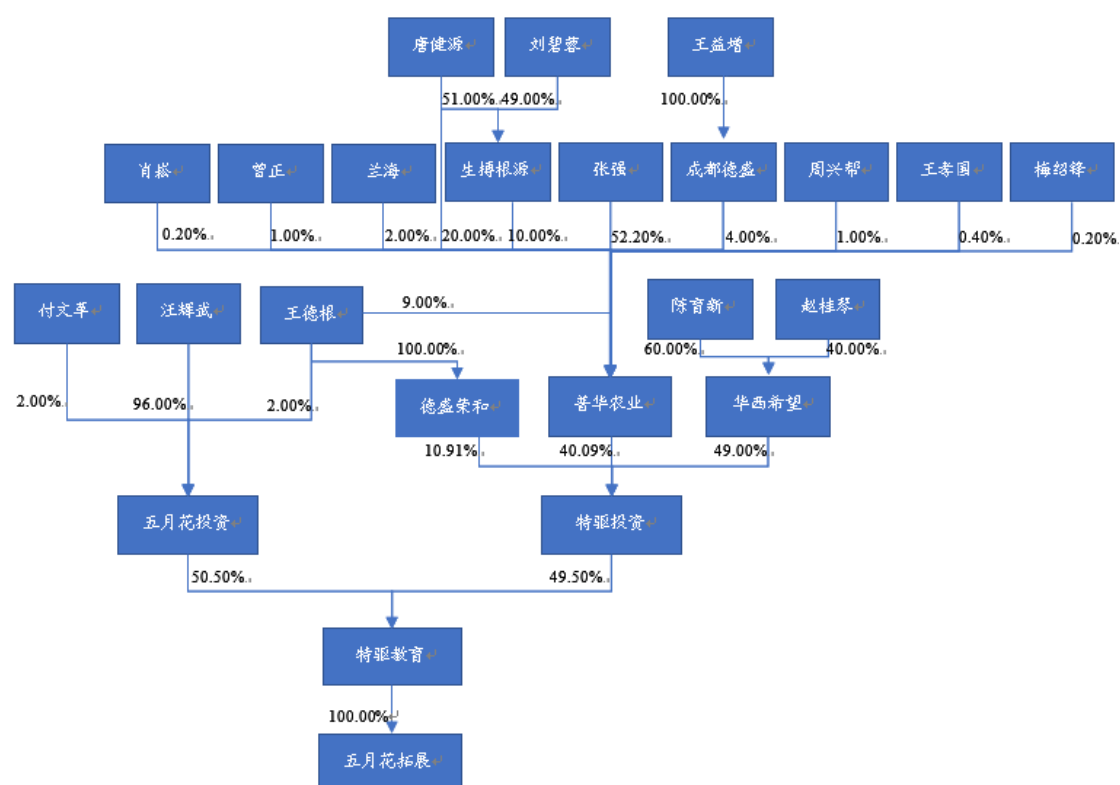 唐健源 刘碧蓉 王益增
51.00% 49.00% 100.00%
肖崧 曾正 兰海 生搏根源 张强 成都德盛 周兴帮 王孝国 梅绍锋
0.20% 1.00% 2.00% 20.00% 10.00% 52.20% 4.00% 1.00% 0.40% 0.20%
付文革 汪辉武 王德根 9.00% 陈育新 赵桂琴
100.00% 60.00% 40.00%
2.00% 96.00% 2.00% 德盛荣和 普华农业 华西希望
10.91% 40.09% 49.00%
五月花投资 特驱投资
50.50% 49.50%
特驱教育
100.00%
五月花拓展